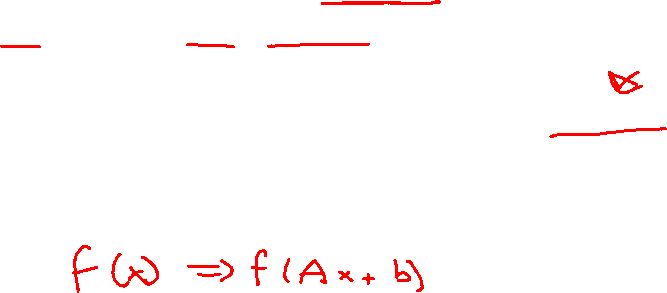 f(x) ⇒ f(Ax + b)